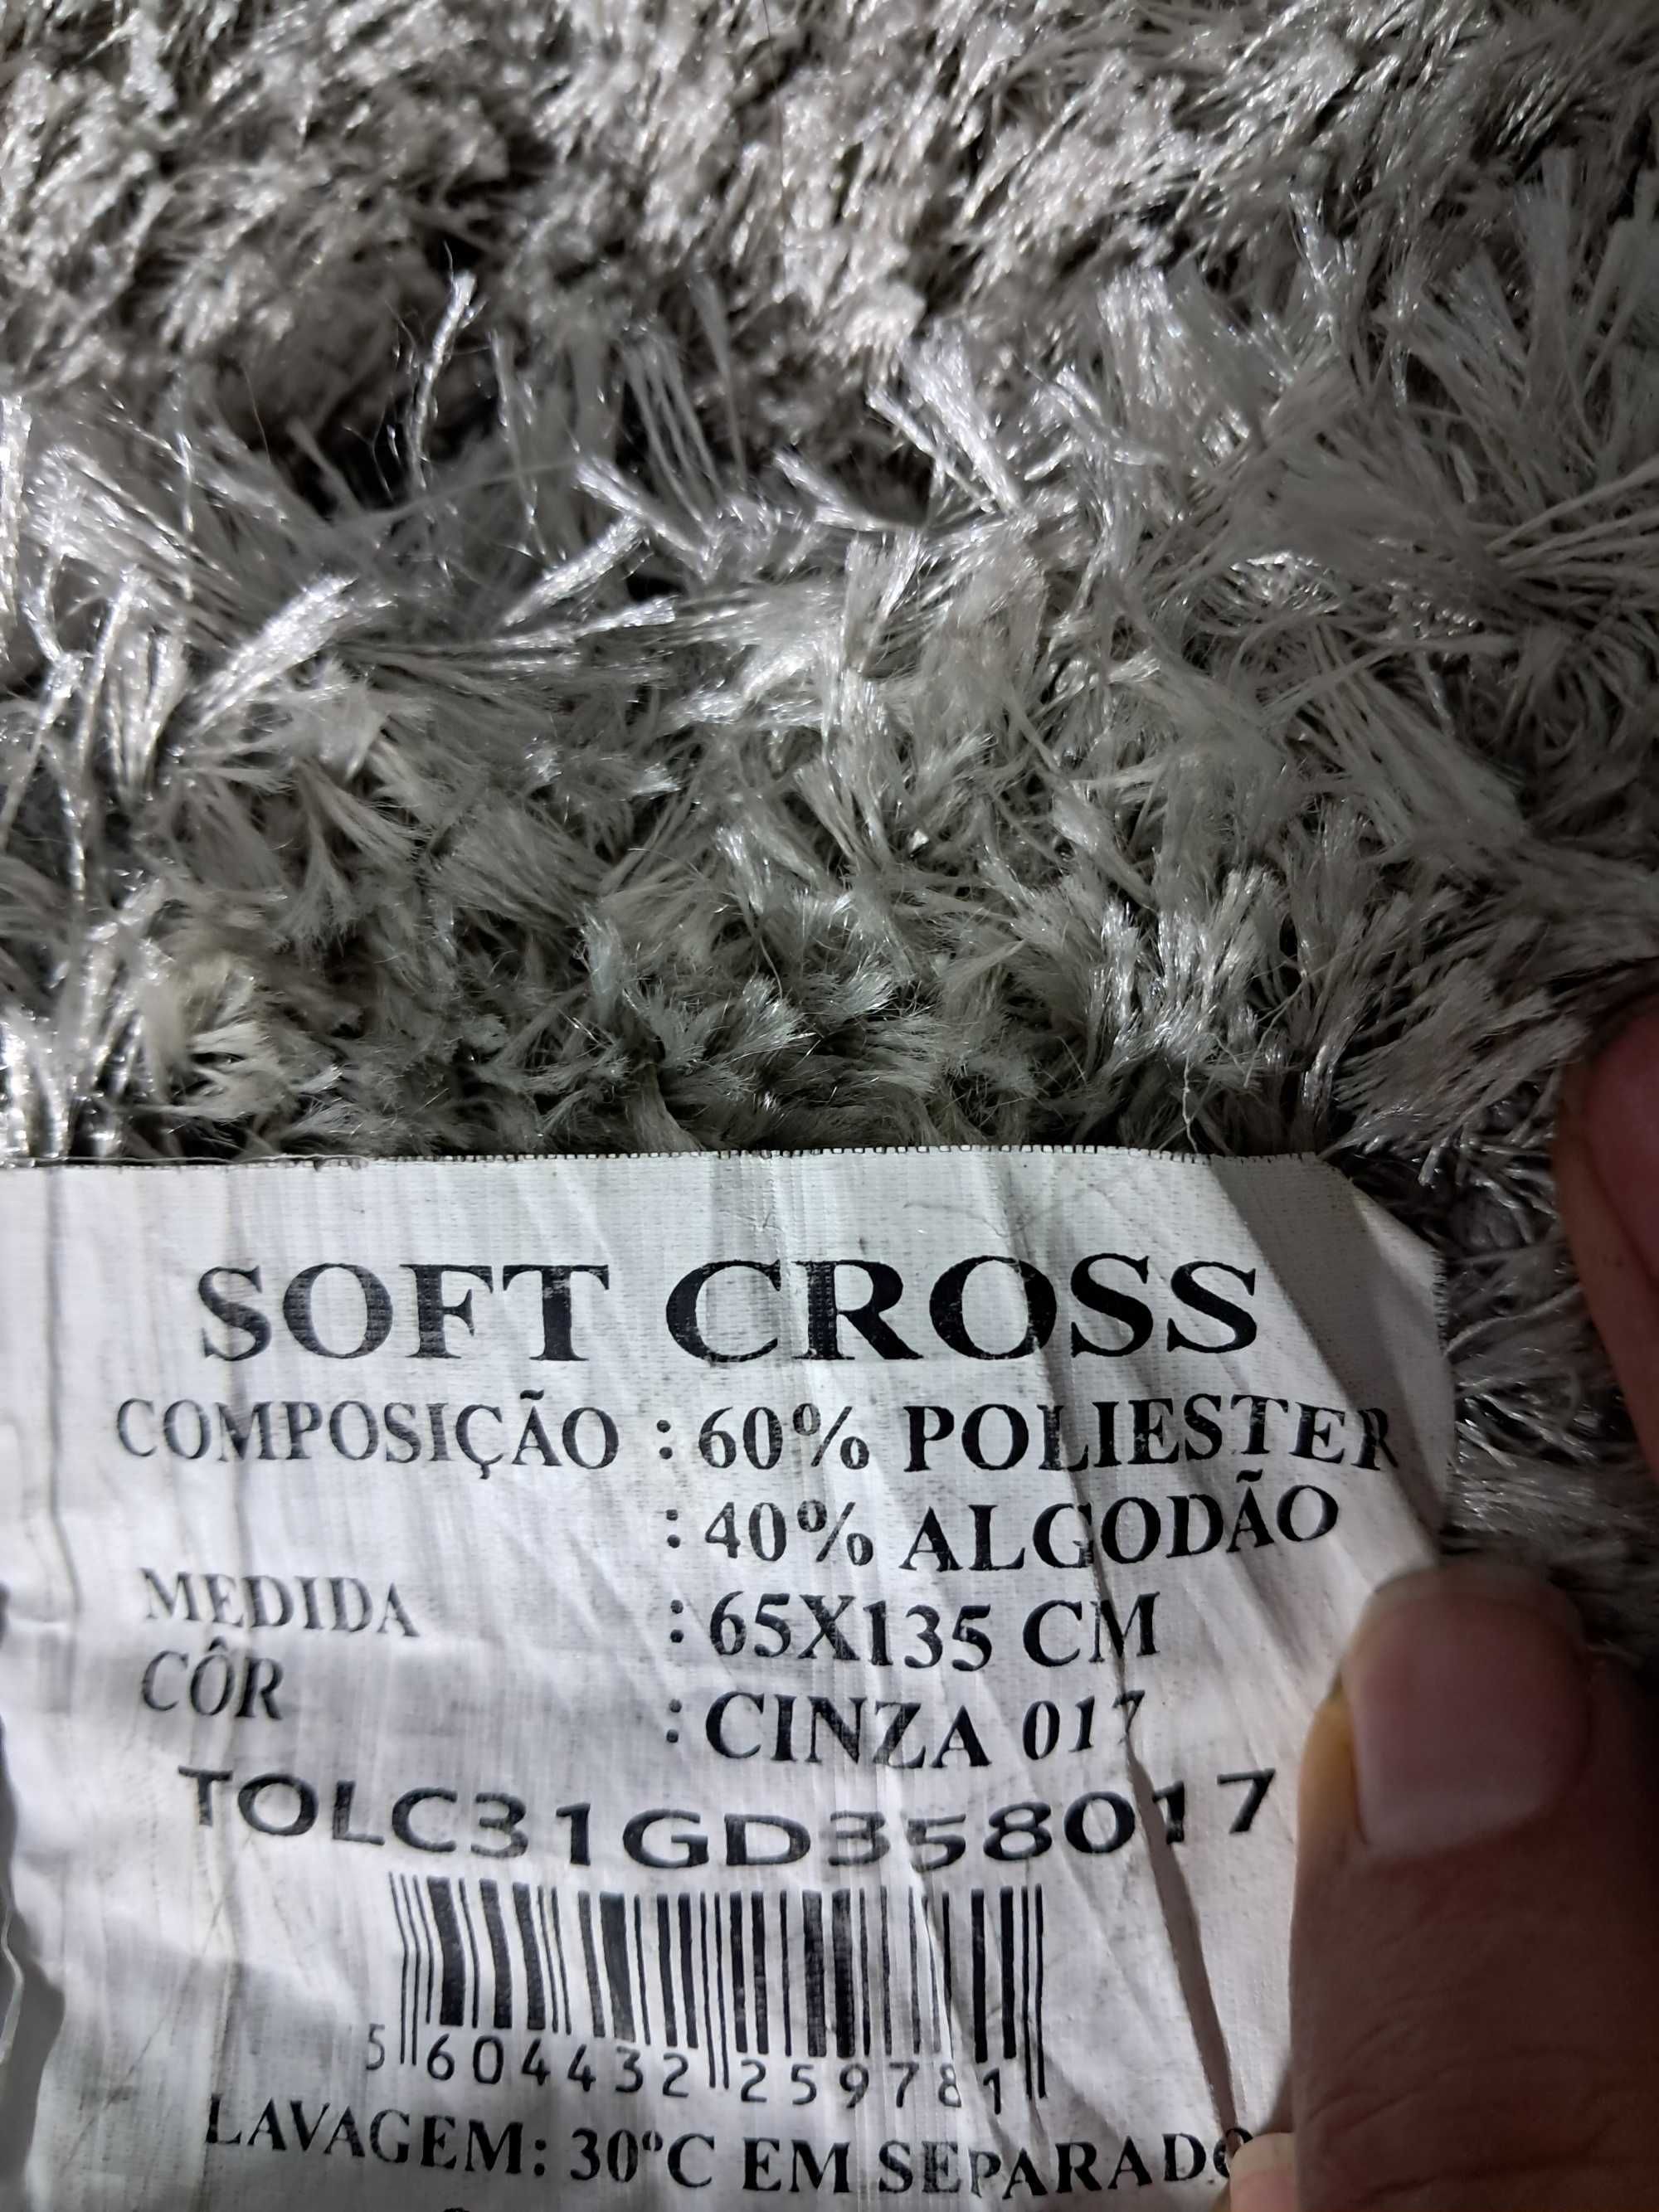 SOFT CROSS
COMPOSIÇÃO : 60% POLIESTER
: 40% ALGODÃO
MEDIDA : 65X135 CM
CÔR : CINZA 017
TOLC31GD358017
5 604432 259781
LAVAGEM: 30ºC EM SEPARADO